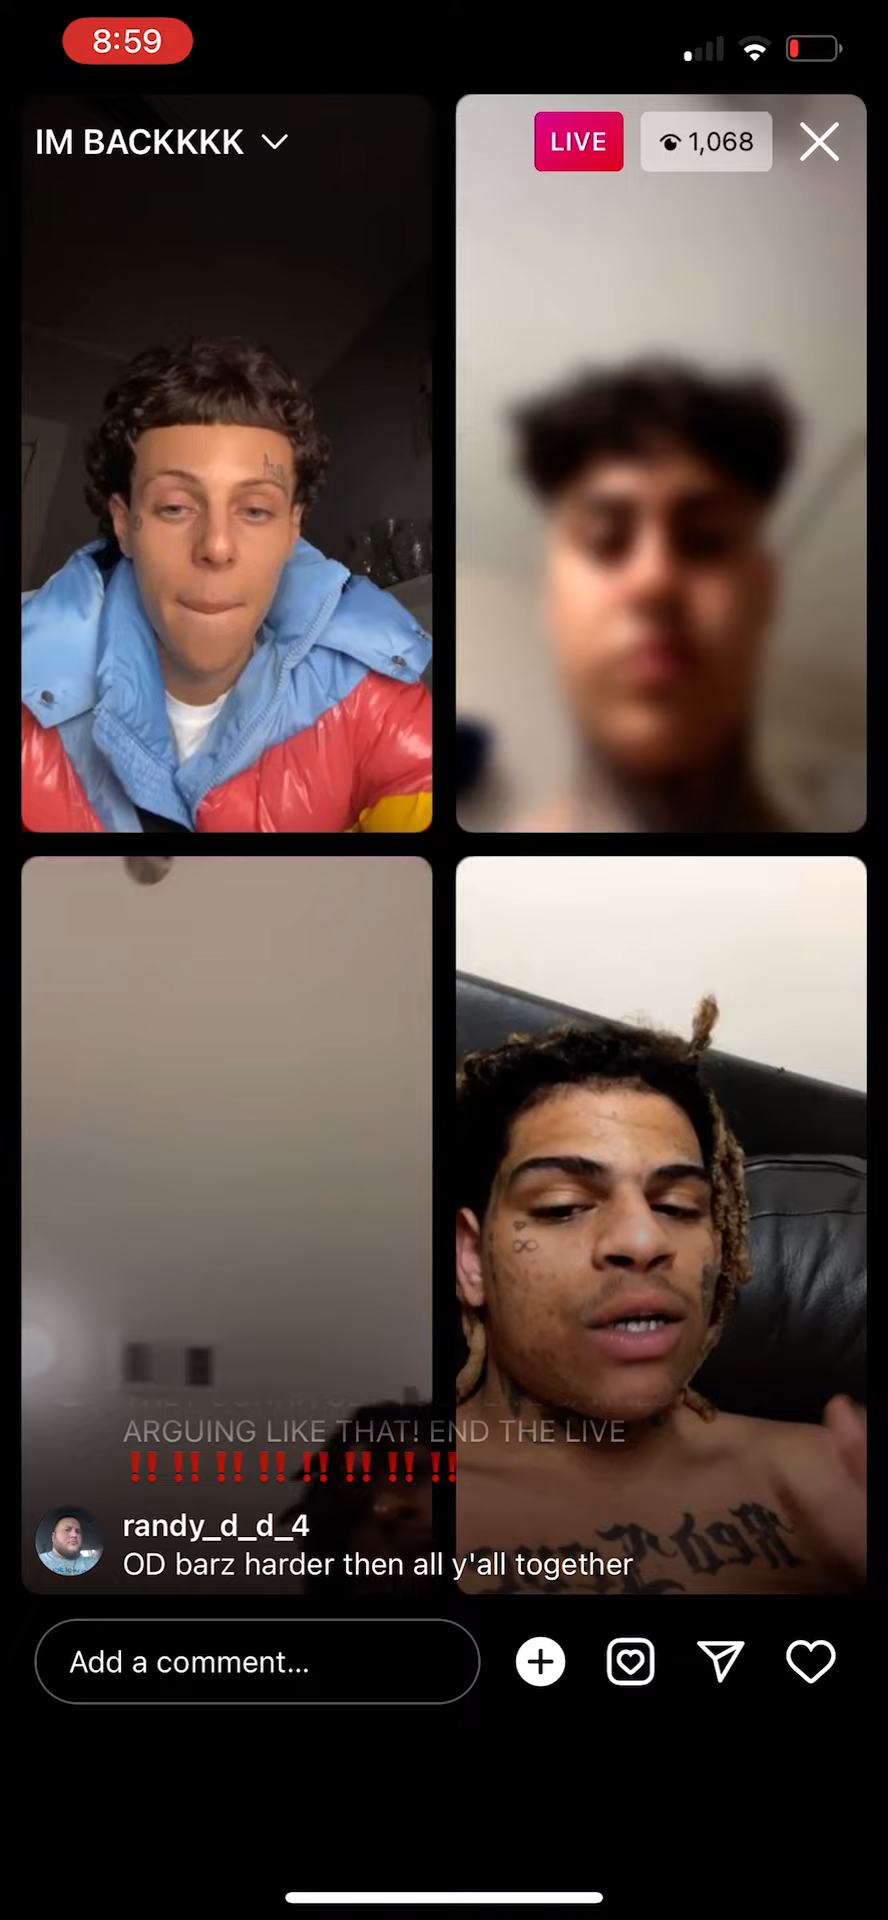 8:59
IM BACKKKK
LIVE
1,068
ARGUING LIKE THAT! END THE LIVE
‼️‼️‼️‼️‼️‼️‼️‼️
randy_d_d_4
OD barz harder then all y'all together
Add a comment...